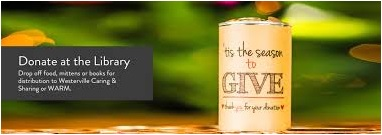 Donate at the Library
Drop off food, mittens or books for
distribution to Westerville Caring &
Sharing or WARM.
'tis the season
to
GIVE
thank you for your donation